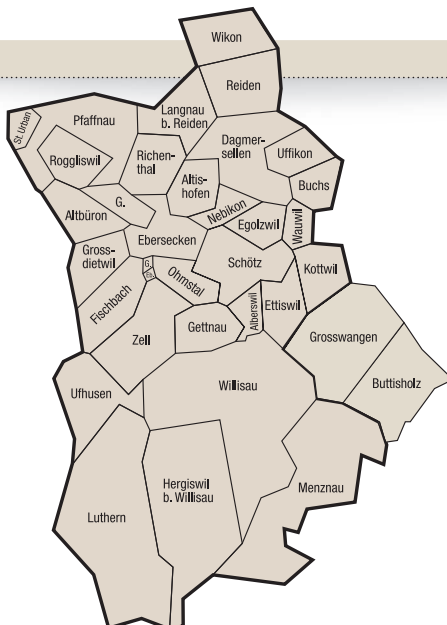 Wikon
Reiden
Langnau
b. Reiden
Pfaffnau
St. Urban
Dagmer-
sellen
Uffikon
Roggliswil
Richen-
thal
Altis-
hofen
Buchs
G.
Nebikon
Altbüron
Egolzwil
Wauwil
Ebersecken
Gross-
dietwil
Schötz
Kottwil
G.
Ohmstal
Fischbach
Alberswil
Ettiswil
Gettnau
Zell
Grosswangen
Buttisholz
Willisau
Ufhusen
Hergiswil
b. Willisau
Menznau
Luthern